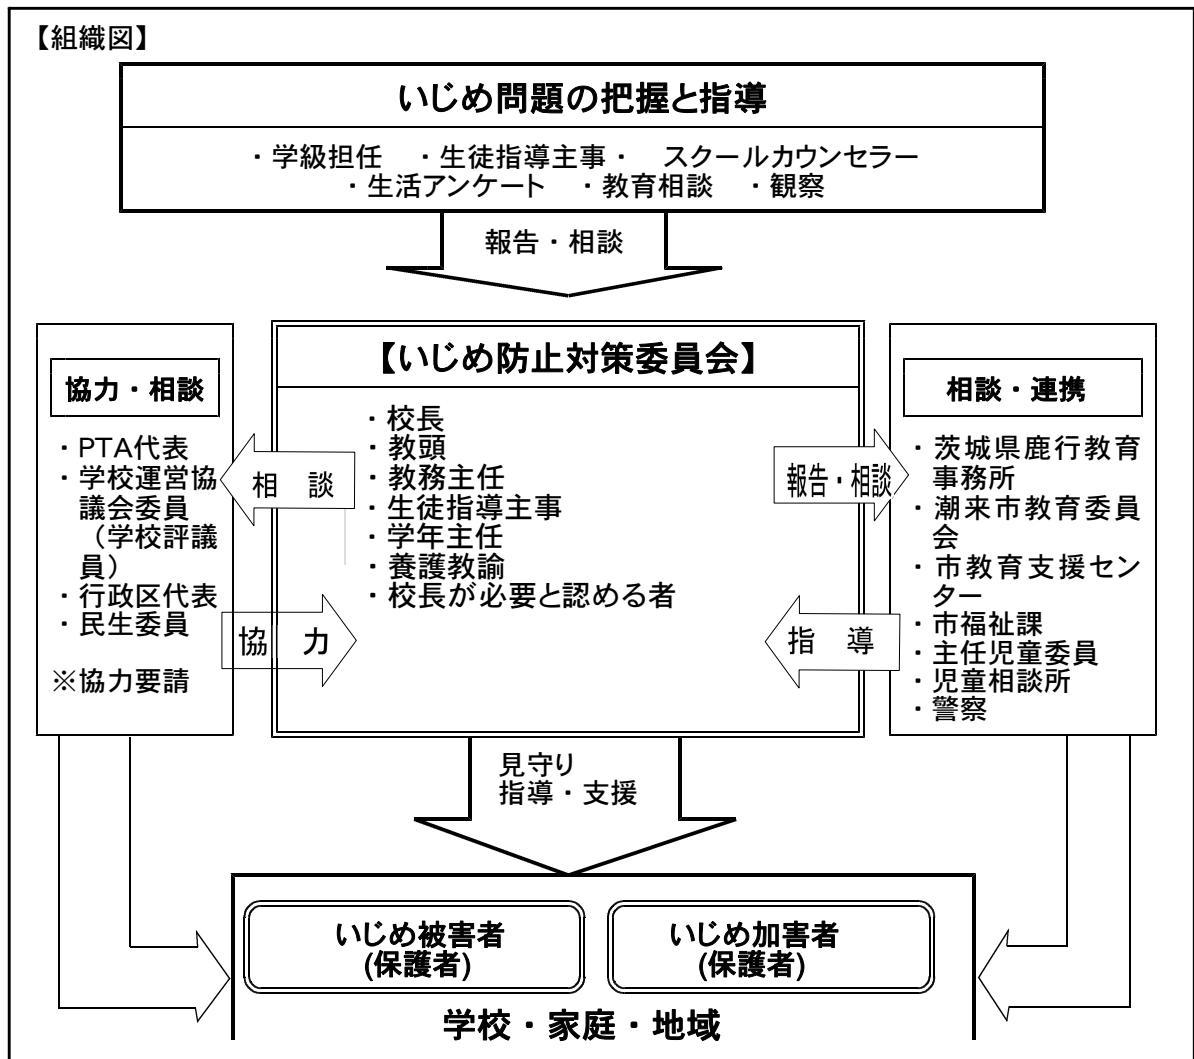 【組織図】
いじめ問題の把握と指導
・学級担任　・生徒指導主事・　スクールカウンセラー
・生活アンケート　・教育相談　・観察
報告・相談
協力・相談
・PTA代表
・学校運営協
議会委員
（学校評議
員）
・行政区代表
・民生委員
※協力要請
相　談
協　力
【いじめ防止対策委員会】
・校長
・教頭
・教務主任
・生徒指導主事
・学年主任
・養護教諭
・校長が必要と認める者
報告・相談
指　導
相談・連携
・茨城県鹿行教育
事務所
・潮来市教育委員
会
・市教育支援セン
ター
・市福祉課
・主任児童委員
・児童相談所
・警察
見守り
指導・支援
いじめ被害者
(保護者)
いじめ加害者
(保護者)
学校・家庭・地域